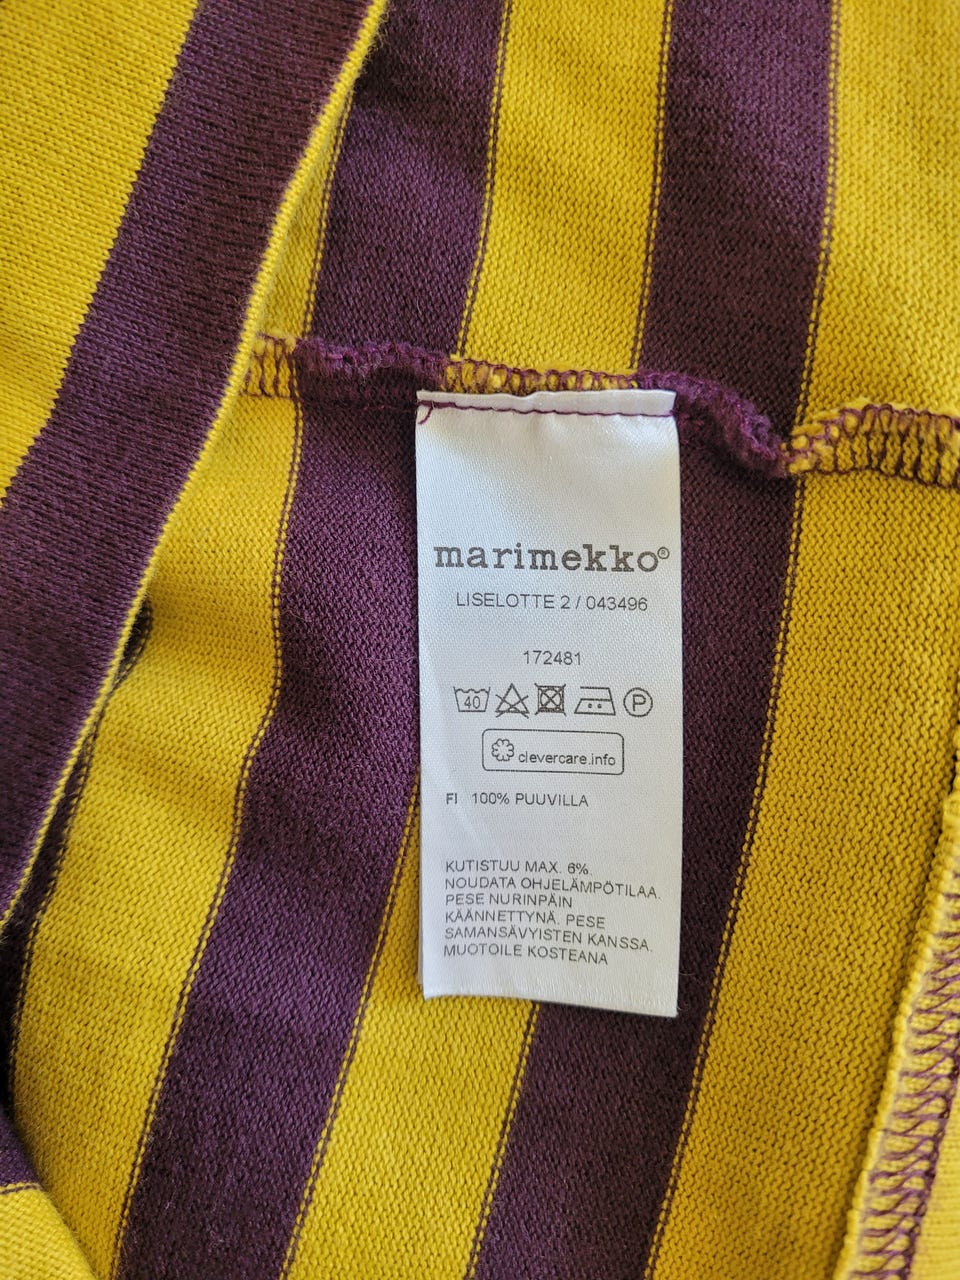 marimekko®
LISELOTTE 2 / 043496
172481
40 P
clevercare.info
FI 100% PUUVILLA
KUTISTUU MAX. 6%.
NOUDATA OHJELÄMPÖTILAA.
PESE NURINPÄIN
KÄÄNNETTYNÄ. PESE
SAMANSÄVYISTEN KANSSA.
MUOTOILE KOSTEANA